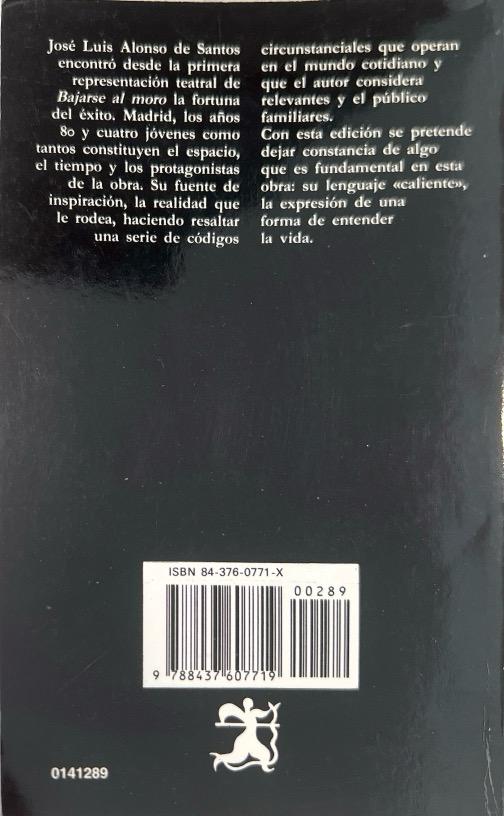 José Luis Alonso de Santos
encontró desde la primera
representación teatral de
Bajarse al moro la fortuna
del éxito. Madrid, los años
80 y cuatro jóvenes como
tantos constituyen el espacio,
el tiempo y los protagonistas
de la obra. Su fuente de
inspiración, la realidad que
le rodea, haciendo resaltar
una serie de códigos
circunstanciales que operan
en el mundo cotidiano y
que el autor considera
relevantes y el público
familiares.
Con esta edición se pretende
dejar constancia de algo
que es fundamental en esta
obra: su lenguaje «caliente»,
la expresión de una
forma de entender
la vida.
ISBN 84-376-0771-X
00289
9 788437 607719
0141289